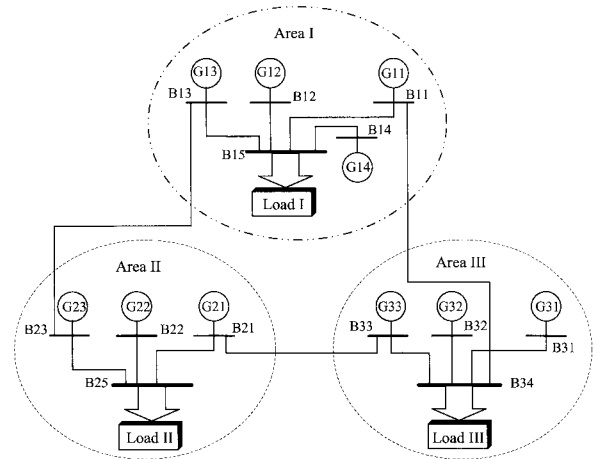 Area I
G13
G12
G11
B13
B12
B11
B14
B15
G14
Load I
Area II
Area III
G23
G22
G21
G33
G32
G31
B23
B22
B21
B33
B32
B31
B25
B34
Load II
Load III